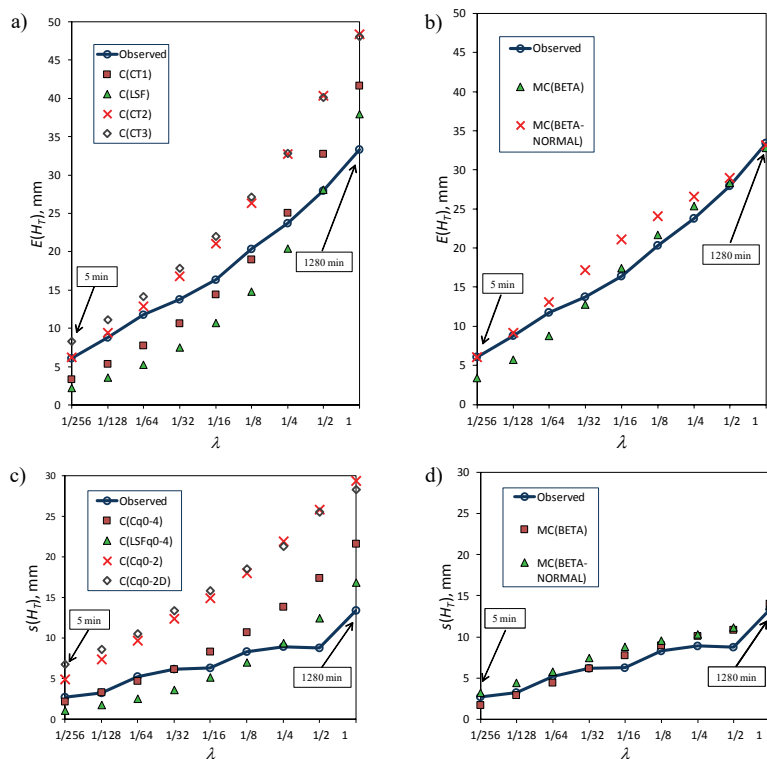 a)
50
45
40
35
30
25
20
15
10
5
0
E(H_T), mm
Observed
C(CT1)
C(LSF)
C(CT2)
C(CT3)
5 min
1280 min
1/256 1/128 1/64 1/32 1/16 1/8 1/4 1/2 1
λ
b)
50
45
40
35
30
25
20
15
10
5
0
E(H_T), mm
Observed
MC(BETA)
MC(BETA-
NORMAL)
5 min
1280 min
1/256 1/128 1/64 1/32 1/16 1/8 1/4 1/2 1
λ
c)
30
25
20
15
10
5
0
s(H_T), mm
Observed
C(Cq0-4)
C(LSFq0-4)
C(Cq0-2)
C(Cq0-2D)
5 min
1280 min
1/256 1/128 1/64 1/32 1/16 1/8 1/4 1/2 1
λ
d)
30
25
20
15
10
5
0
s(H_T), mm
Observed
MC(BETA)
MC(BETA-
NORMAL)
5 min
1280 min
1/256 1/128 1/64 1/32 1/16 1/8 1/4 1/2 1
λ